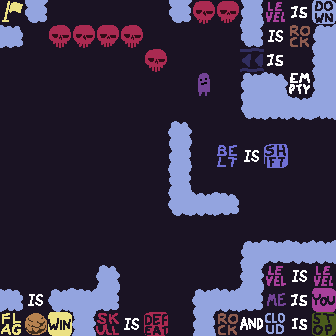 LEVEL IS DOWN
IS ROCK
IS
EMPTY
BELT IS SHIFT
LEVEL IS LEVEL
IS ME IS YOU
FLAG WIN SKULL IS DEFEAT ROCK AND CLOUD IS